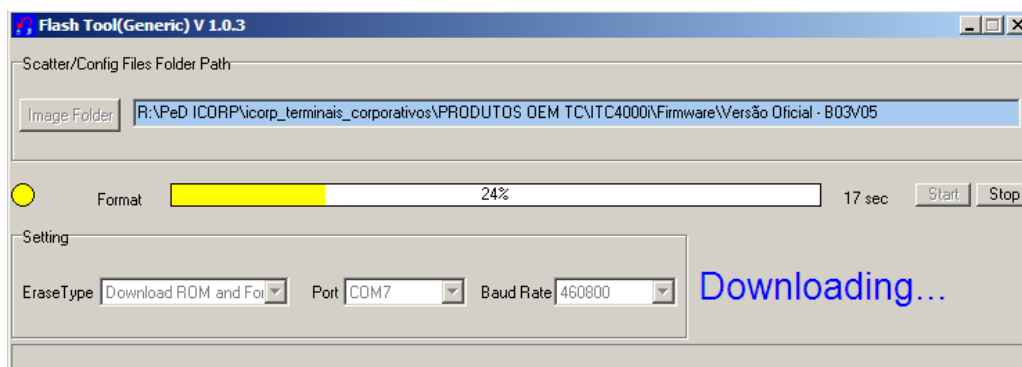 Flash Tool(Generic) V 1.0.3
Scatter/Config Files Folder Path
Image Folder R:\PeD ICORP\icorp_terminais_corporativos\PRODUTOS OEM TC\ITC4000i\Firmware\Versão Oficial - B03V05
Format 24% 17 sec Start Stop
Setting
EraseType Download ROM and For Port COM7 Baud Rate 460800
Downloading...